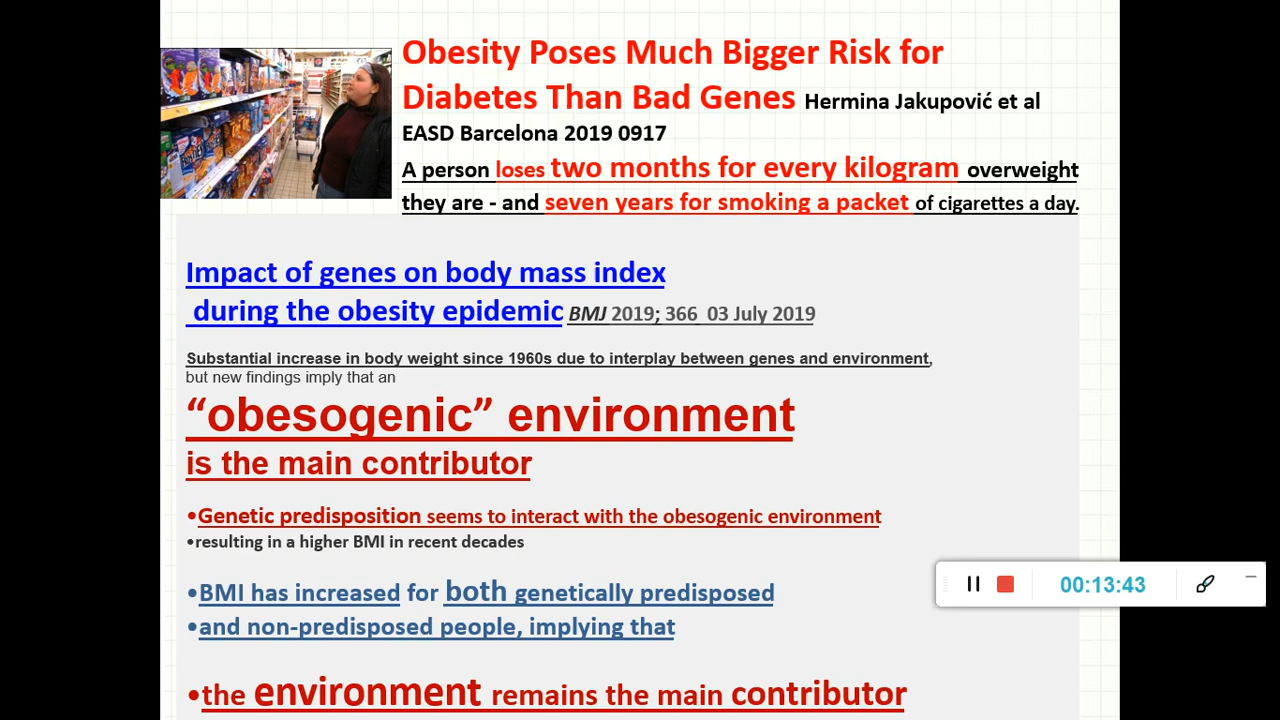 Obesity Poses Much Bigger Risk for
Diabetes Than Bad Genes Hermina Jakupović et al
EASD Barcelona 2019 0917
A person loses two months for every kilogram overweight
they are - and seven years for smoking a packet of cigarettes a day.
Impact of genes on body mass index
during the obesity epidemic BMJ 2019; 366 03 July 2019
Substantial increase in body weight since 1960s due to interplay between genes and environment,
but new findings imply that an
“obesogenic” environment
is the main contributor
•Genetic predisposition seems to interact with the obesogenic environment
•resulting in a higher BMI in recent decades
•BMI has increased for both genetically predisposed
•and non-predisposed people, implying that
•the environment remains the main contributor
00:13:43